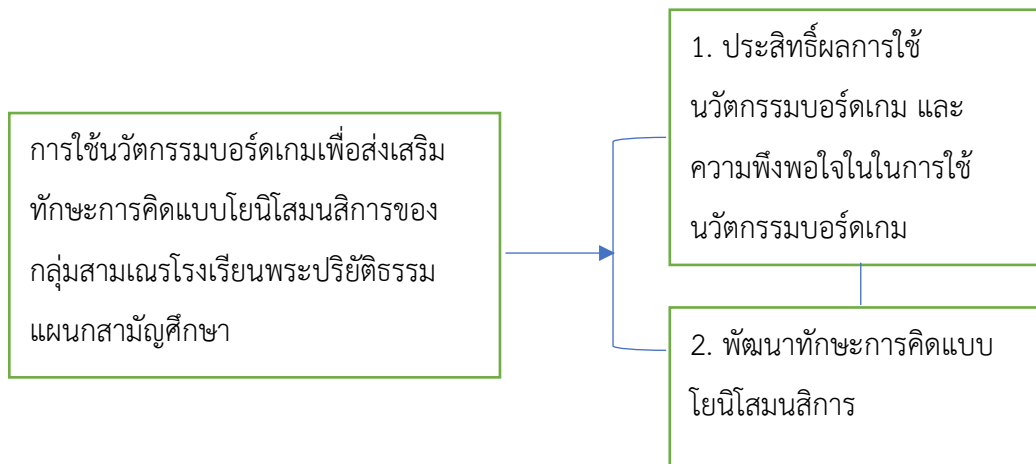 การใช้นวัตกรรมบอร์ดเกมเพื่อส่งเสริม
ทักษะการคิดแบบโยนิโสมนสิการของ
กลุ่มสามเณรโรงเรียนพระปริยัติธรรม
แผนกสามัญศึกษา
1. ประสิทธิ์ผลการใช้
นวัตกรรมบอร์ดเกม และ
ความพึงพอใจในในการใช้
นวัตกรรมบอร์ดเกม
2. พัฒนาทักษะการคิดแบบ
โยนิโสมนสิการ